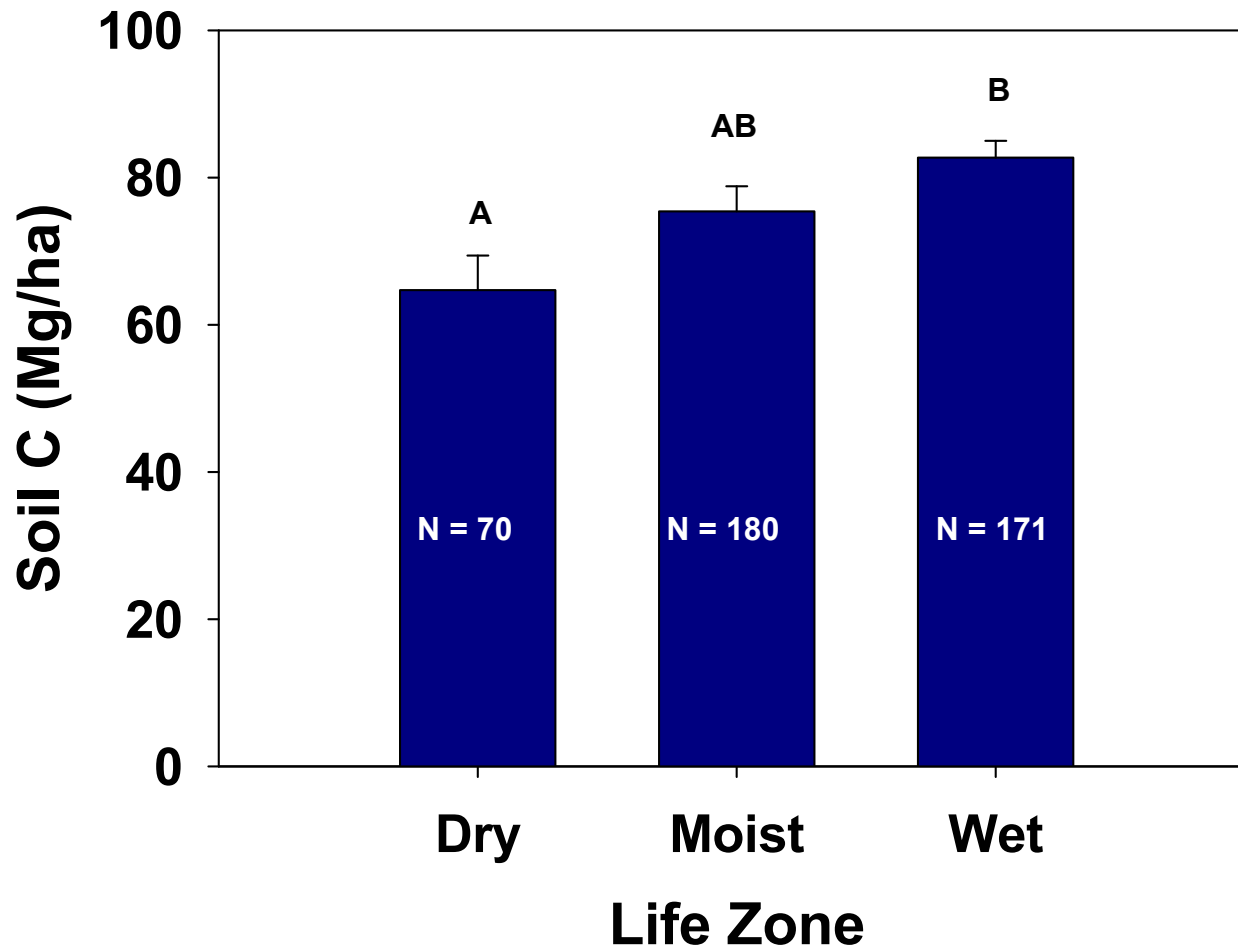 100
80
60
40
20
0
Soil C (Mg/ha)
A
AB
B
N = 70
N = 180
N = 171
Dry
Moist
Wet
Life Zone